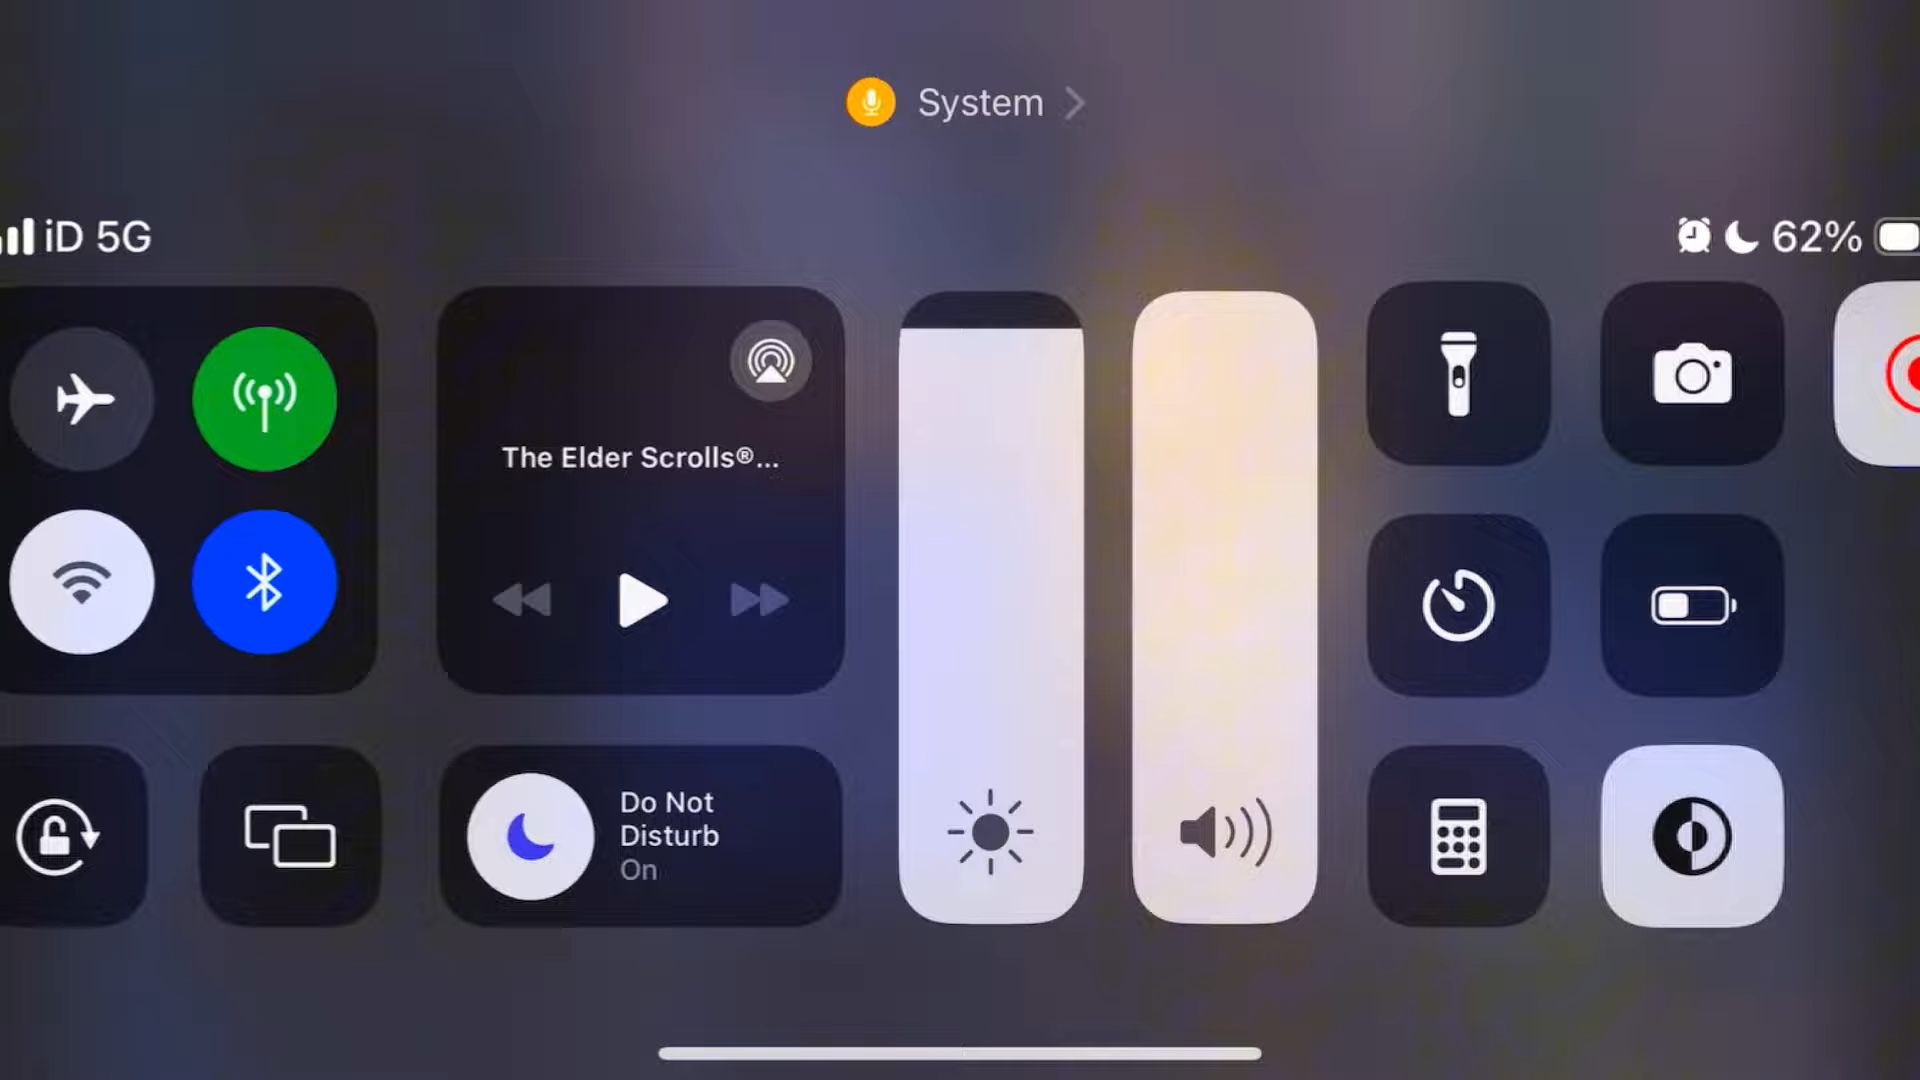 System
iD 5G
62%
The Elder Scrolls®...
Do Not
Disturb
On